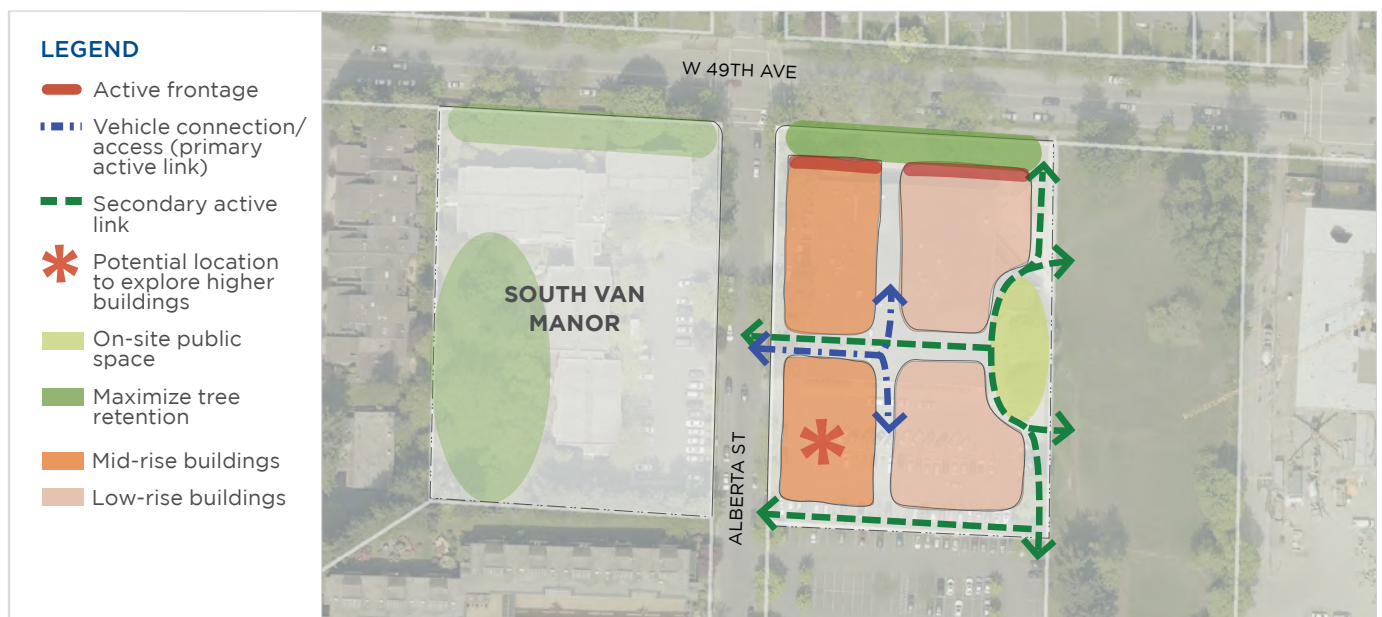 LEGEND
Active frontage
Vehicle connection/
access (primary
active link)
Secondary active
link
Potential location
to explore higher
buildings
On-site public
space
Maximize tree
retention
Mid-rise buildings
Low-rise buildings
W 49TH AVE
SOUTH VAN
MANOR
ALBERTA ST